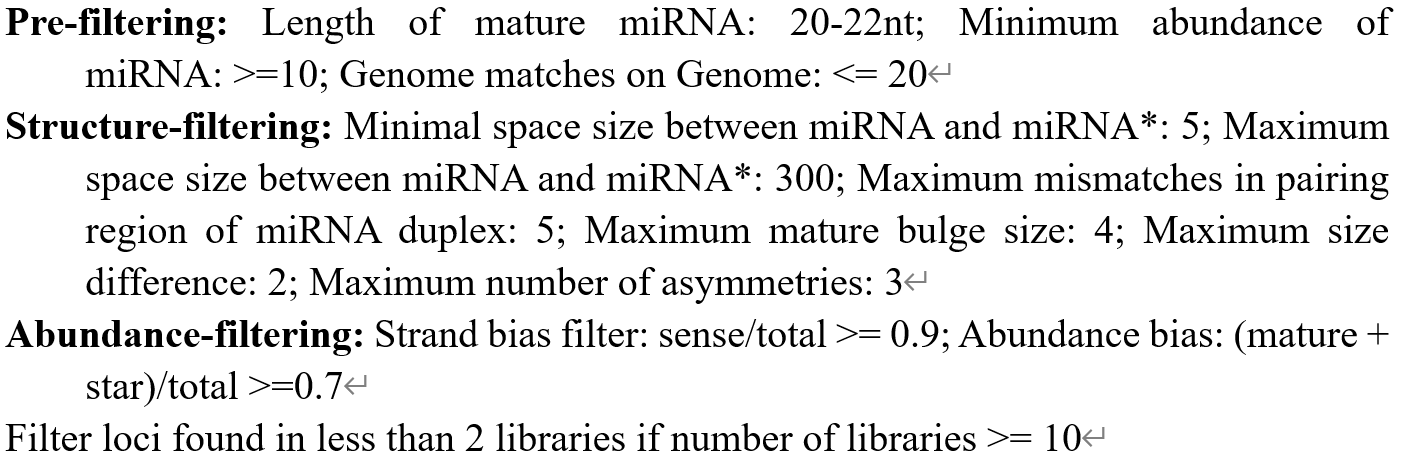 Pre-filtering: Length of mature miRNA: 20-22nt; Minimum abundance of
miRNA: >=10; Genome matches on Genome: <= 20↵
Structure-filtering: Minimal space size between miRNA and miRNA*: 5; Maximum
space size between miRNA and miRNA*: 300; Maximum mismatches in pairing
region of miRNA duplex: 5; Maximum mature bulge size: 4; Maximum size
difference: 2; Maximum number of asymmetries: 3↵
Abundance-filtering: Strand bias filter: sense/total >= 0.9; Abundance bias: (mature +
star)/total >=0.7↵
Filter loci found in less than 2 libraries if number of libraries >= 10↵